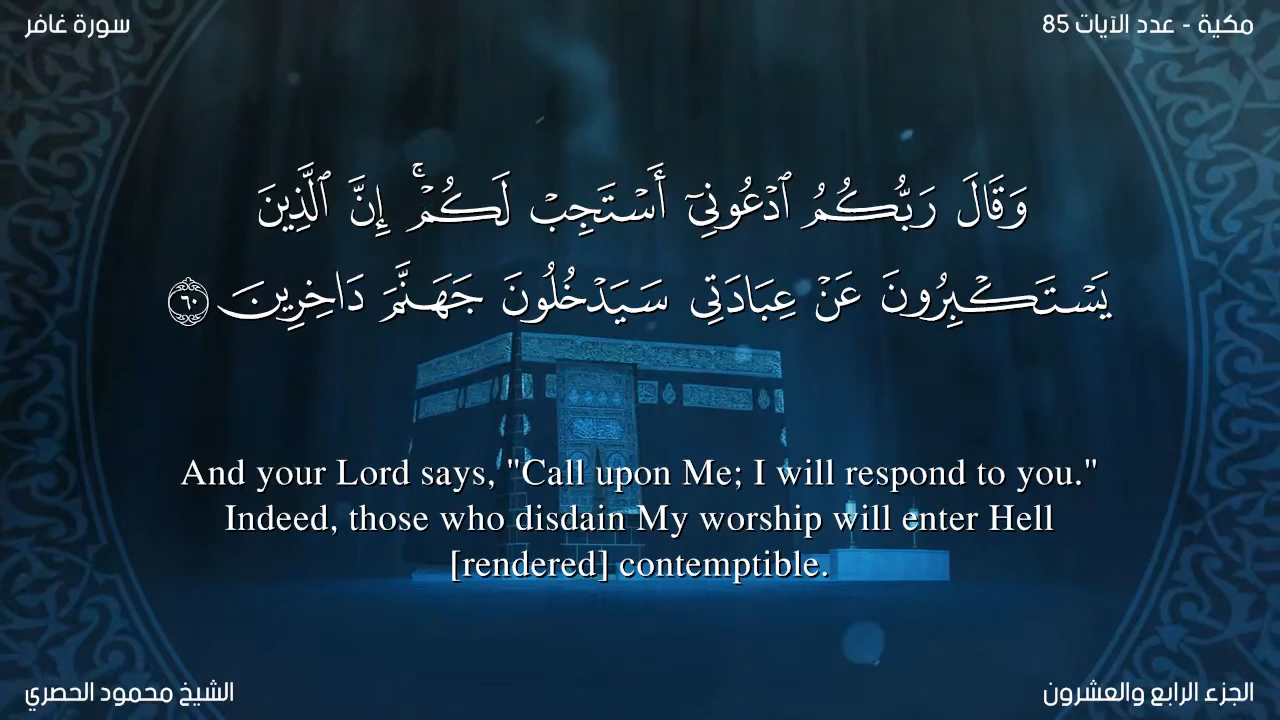 سورة غافر
مكية - عدد الآيات 85
وَقَالَ رَبُّكُمُ ٱدْعُونِىٓ أَسْتَجِبْ لَكُمْ ۚ إِنَّ ٱلَّذِينَ
يَسْتَكْبِرُونَ عَنْ عِبَادَتِى سَيَدْخُلُونَ جَهَنَّمَ دَاخِرِينَ ٦٠
And your Lord says, "Call upon Me; I will respond to you."
Indeed, those who disdain My worship will enter Hell
[rendered] contemptible.
الشيخ محمود الحصري
الجزء الرابع والعشرون